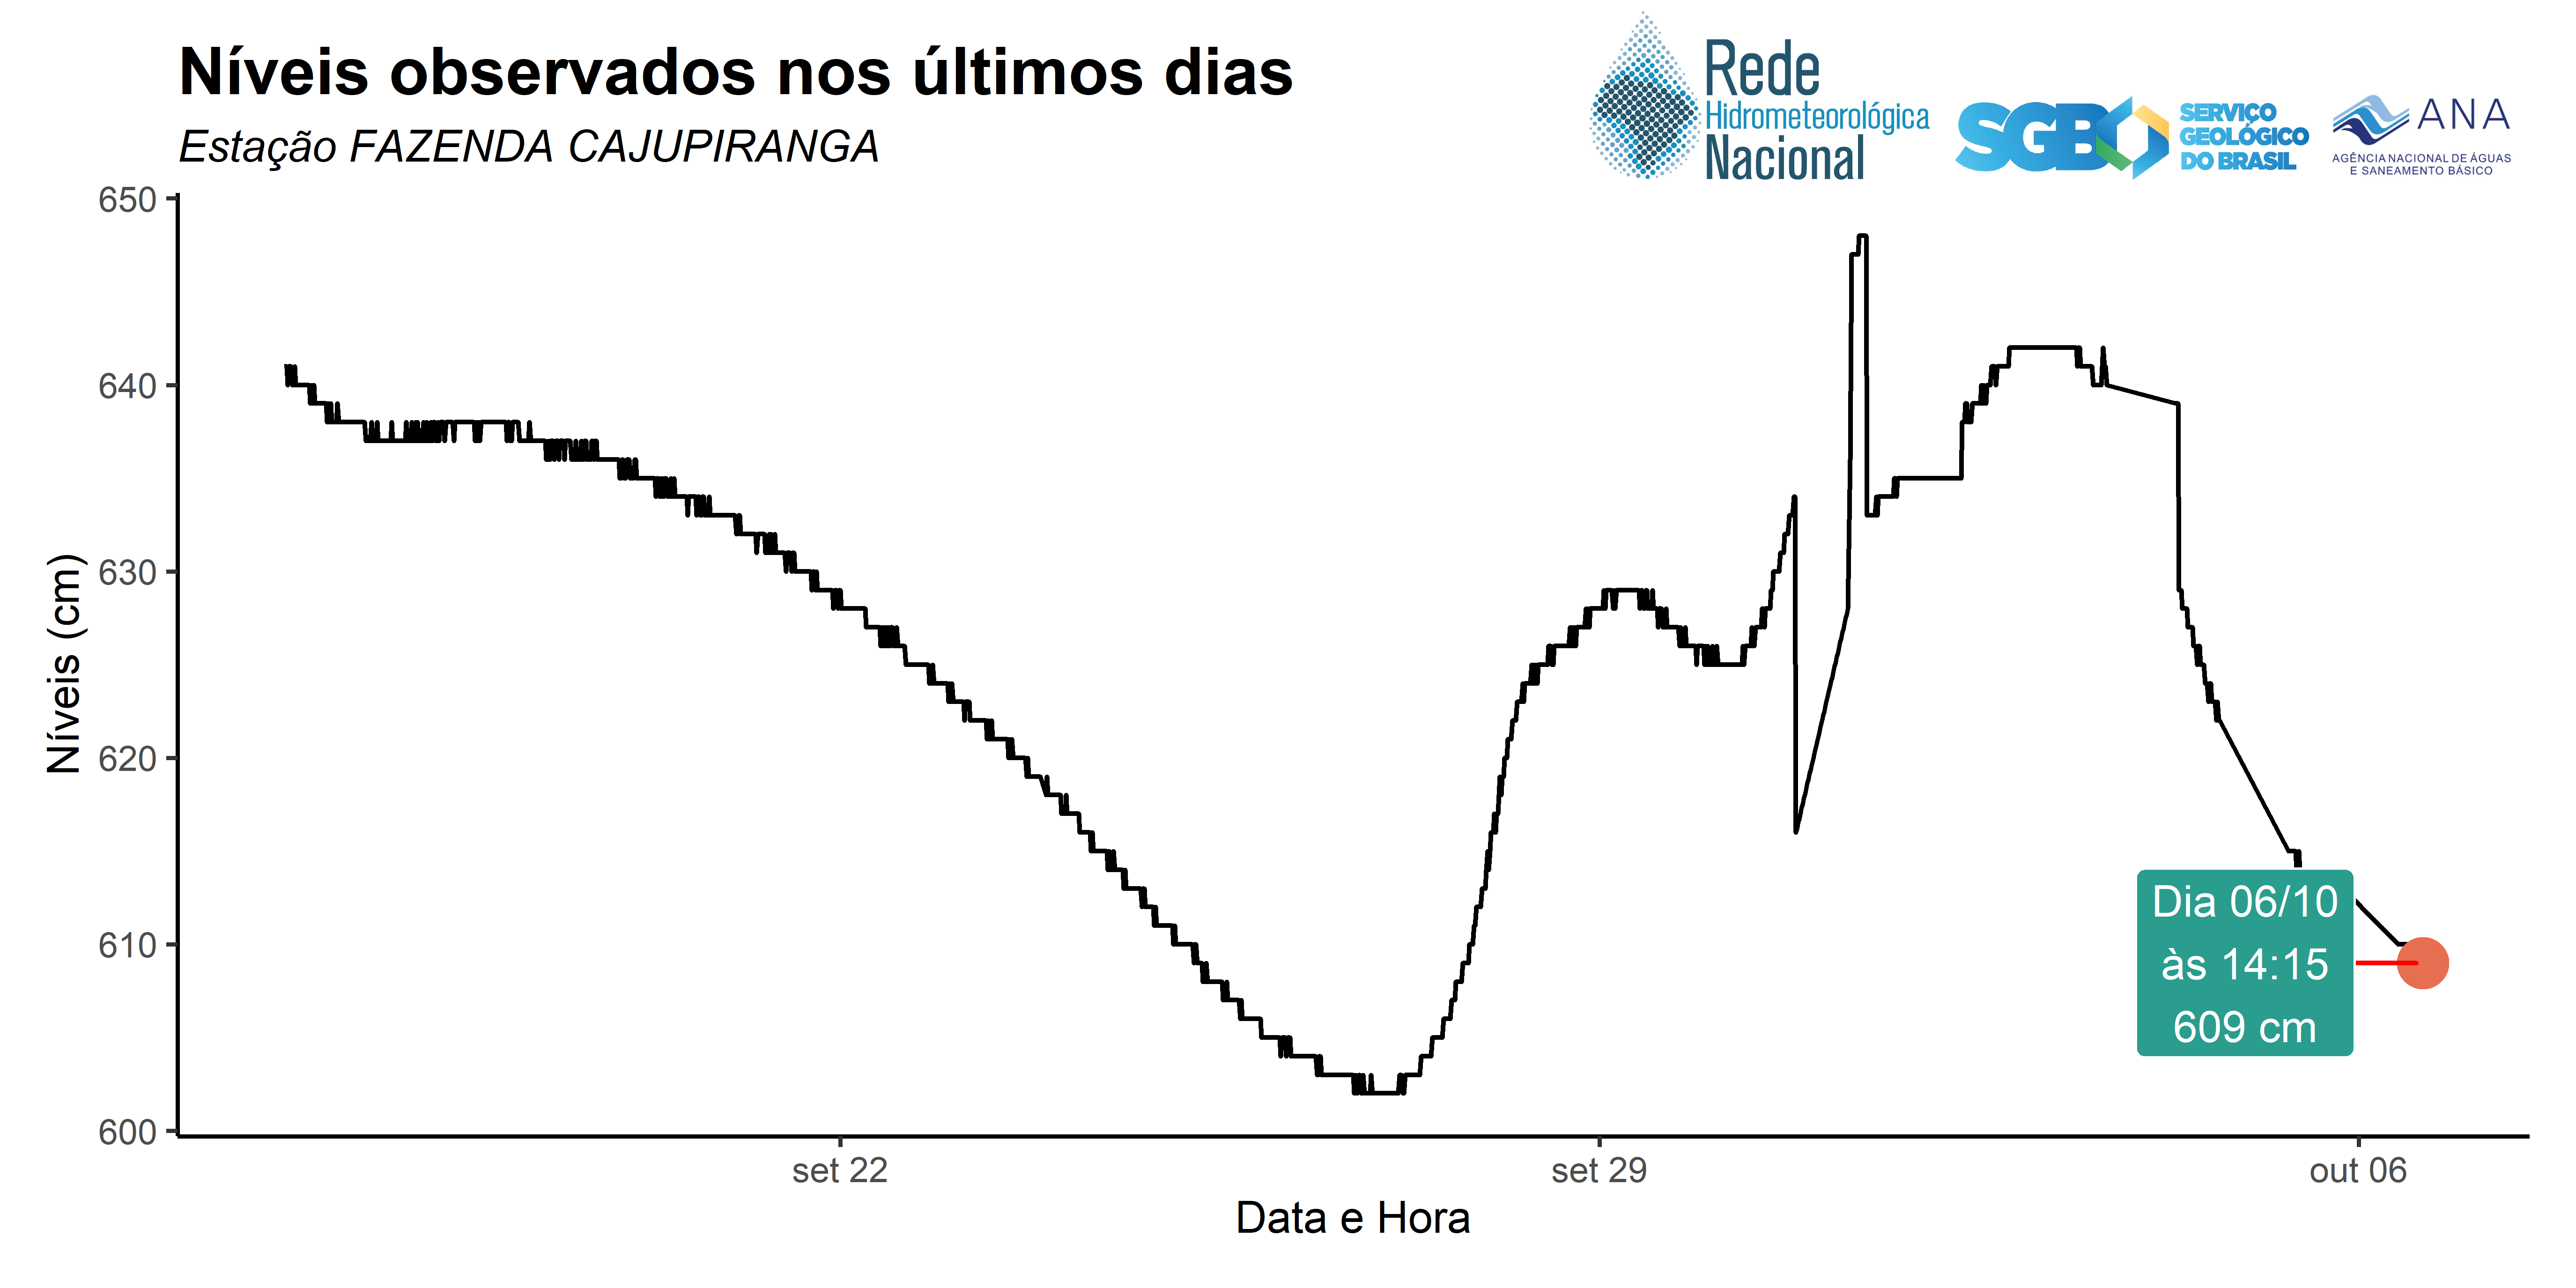 Níveis observados nos últimos dias
Estação FAZENDA CAJUPIRANGA
Rede
Hidrometeorológica
Nacional
SGB
SERVIÇO
GEOLÓGICO
DO BRASIL
ANA
AGÊNCIA NACIONAL DE ÁGUAS
E SANEAMENTO BÁSICO
Níveis (cm)
650
640
630
620
610
600
Dia 06/10
às 14:15
609 cm
set 22
set 29
out 06
Data e Hora